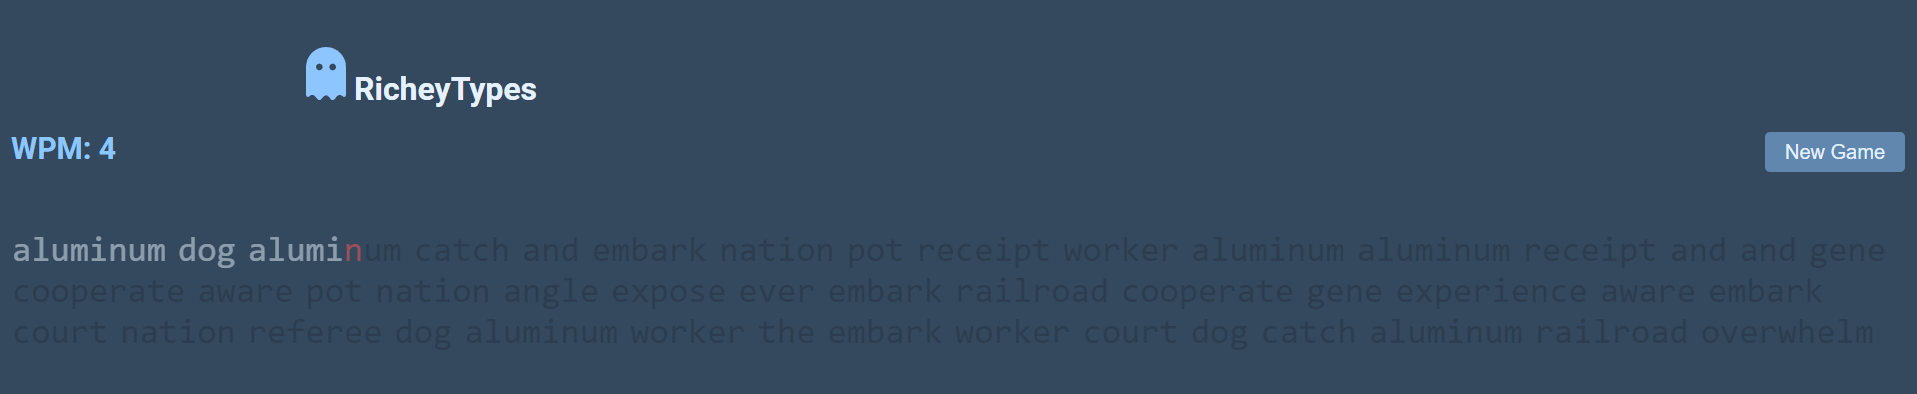 RicheyTypes
WPM: 4
New Game
aluminum dog aluminum catch and embark nation pot receipt worker aluminum aluminum receipt and and gene
cooperate aware pot nation angle expose ever embark railroad cooperate gene experience aware embark
court nation referee dog aluminum worker the embark worker court dog catch aluminum railroad overwhelm